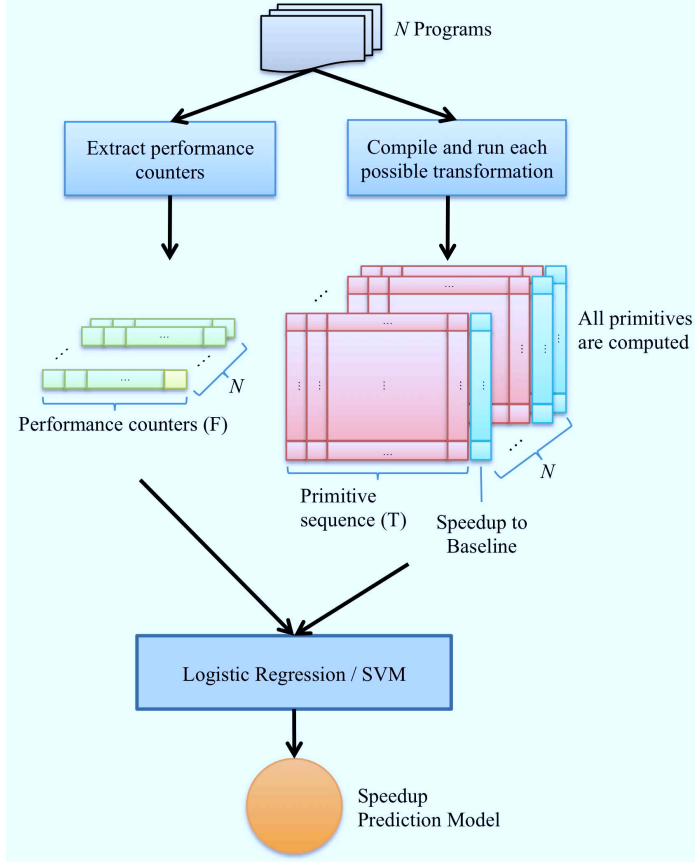 N Programs
Extract performance
counters
Compile and run each
possible transformation
All primitives
are computed
N
Performance counters (F)
N
Primitive
sequence (T)
Speedup to
Baseline
Logistic Regression / SVM
Speedup
Prediction Model